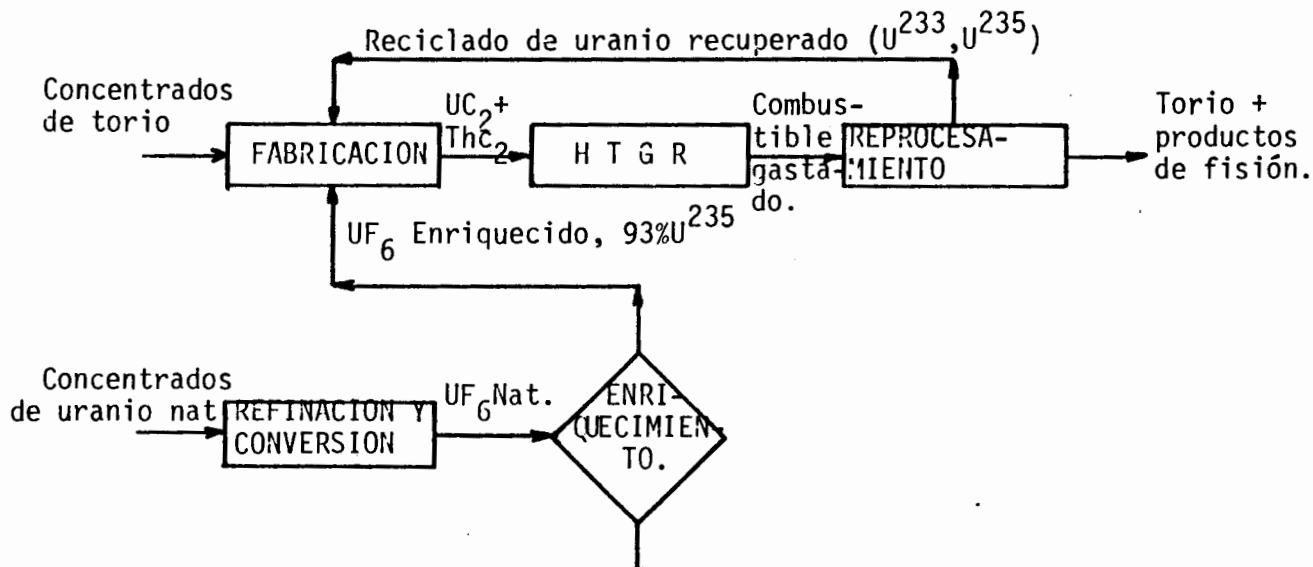 Reciclado de uranio recuperado (U²³³,U²³⁵)
Concentrados
de torio
FABRICACION
UC₂+
ThC₂
H T G R
Combus-
tible
gasta-
do.
REPROCESA-
MIENTO
Torio +
productos
de fisión.
UF₆ Enriquecido, 93%U²³⁵
Concentrados
de uranio nat
REFINACION Y
CONVERSION
UF₆Nat.
ENRI-
QUECIMIEN-
TO.